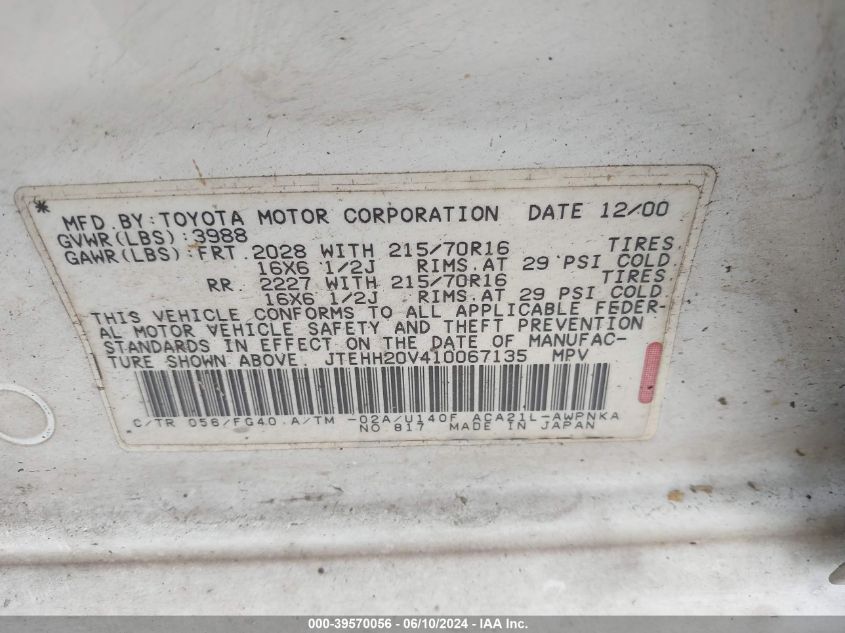 * MFD. BY: TOYOTA MOTOR CORPORATION DATE 12/00
GVWR(LBS):3988
GAWR(LBS):FRT. 2028 WITH 215/70R16 TIRES
16X6 1/2J RIMS.AT 29 PSI COLD
RR. 2227 WITH 215/70R16 TIRES
16X6 1/2J RIMS.AT 29 PSI COLD
THIS VEHICLE CONFORMS TO ALL APPLICABLE FEDER-
AL MOTOR VEHICLE SAFETY AND THEFT PREVENTION
STANDARDS IN EFFECT ON THE DATE OF MANUFAC-
TURE SHOWN ABOVE. JTEHH20V410067135 MPV
C/TR 056/FG40 A/TM -02A/U140F ACA21L-AWPNKA
NO 817 MADE IN JAPAN
000-39570056 - 06/10/2024 - IAA Inc.